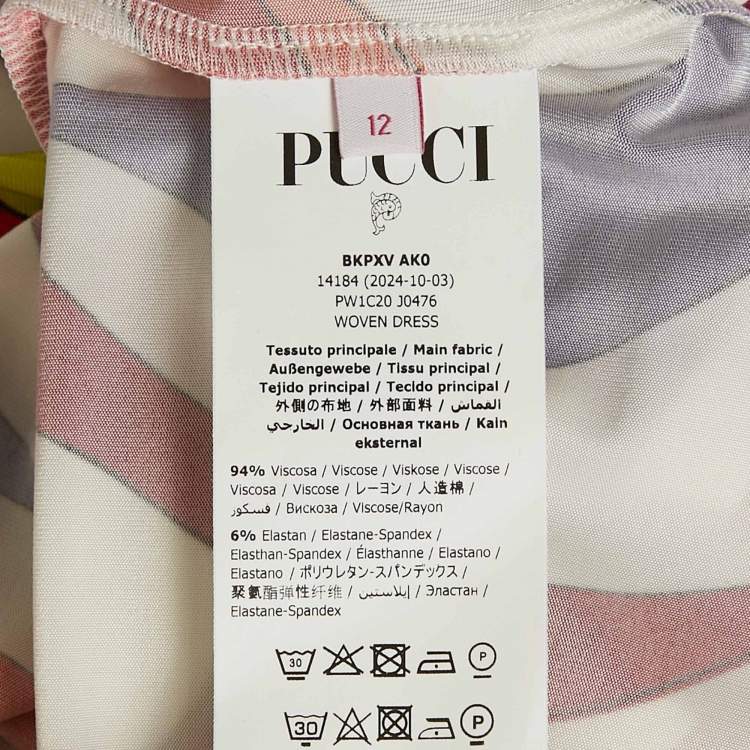 12
PUCCI
BKPXV AK0
14184 (2024-10-03)
PW1C20 J0476
WOVEN DRESS
Tessuto principale / Main fabric /
Außengewebe / Tissu principal /
Tejido principal / Tecido principal /
外側の布地 / 外部面料 / القماش
الخارجي / Основная ткань / Kain
eksternal
94% Viscosa / Viscose / Viskose / Viscose /
Viscosa / Viscose / レーヨン / 人造棉 /
فسكور / Вискоза / Viscose/Rayon
6% Elastan / Elastane-Spandex /
Elasthan-Spandex / Élasthanne / Elastano /
Elastano / ポリウレタン-スパンデックス /
聚氨酯弹性纤维 / إيلاستين / Эластан /
Elastane-Spandex
30 P
30 P